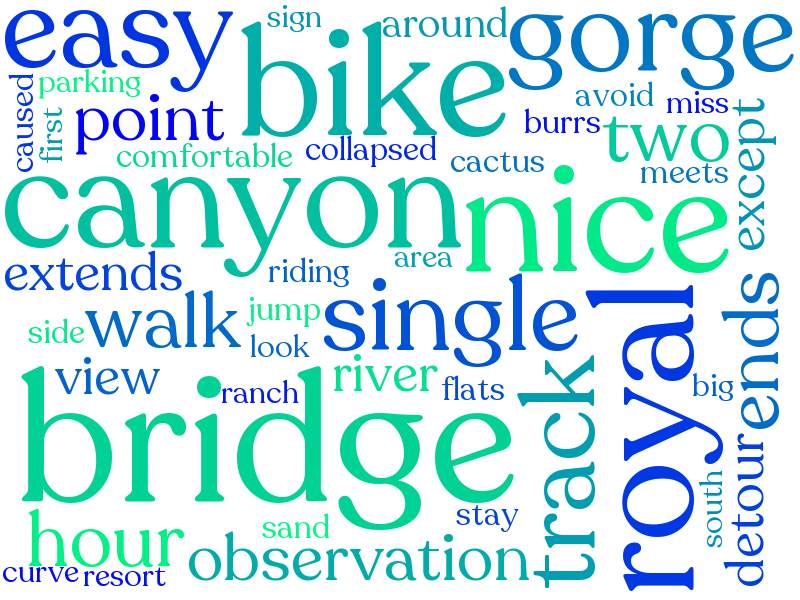 easy
sign
bike
around
gorge
parking
caused
first
point
avoid
miss
burrs
two
comfortable
collapsed
cactus
meets
except
canyon
nice
area
extends
riding
walk
jump
single
royal
ends
side
look
view
ranch
river
flats
big
bridge
track
detour
south
hour
sand
stay
observation
curve
resort